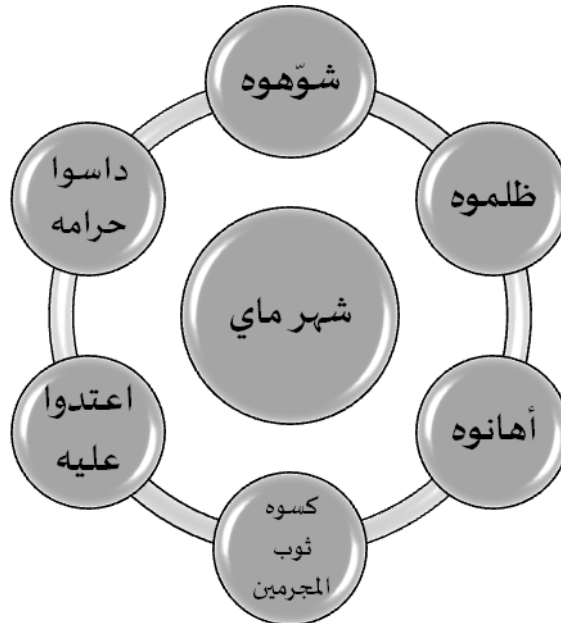 شوّهوه
ظلموه
أهانوه
كسوه
ثوب
المجرمين
اعتدوا
عليه
داسوا
حرامه
شهر ماي